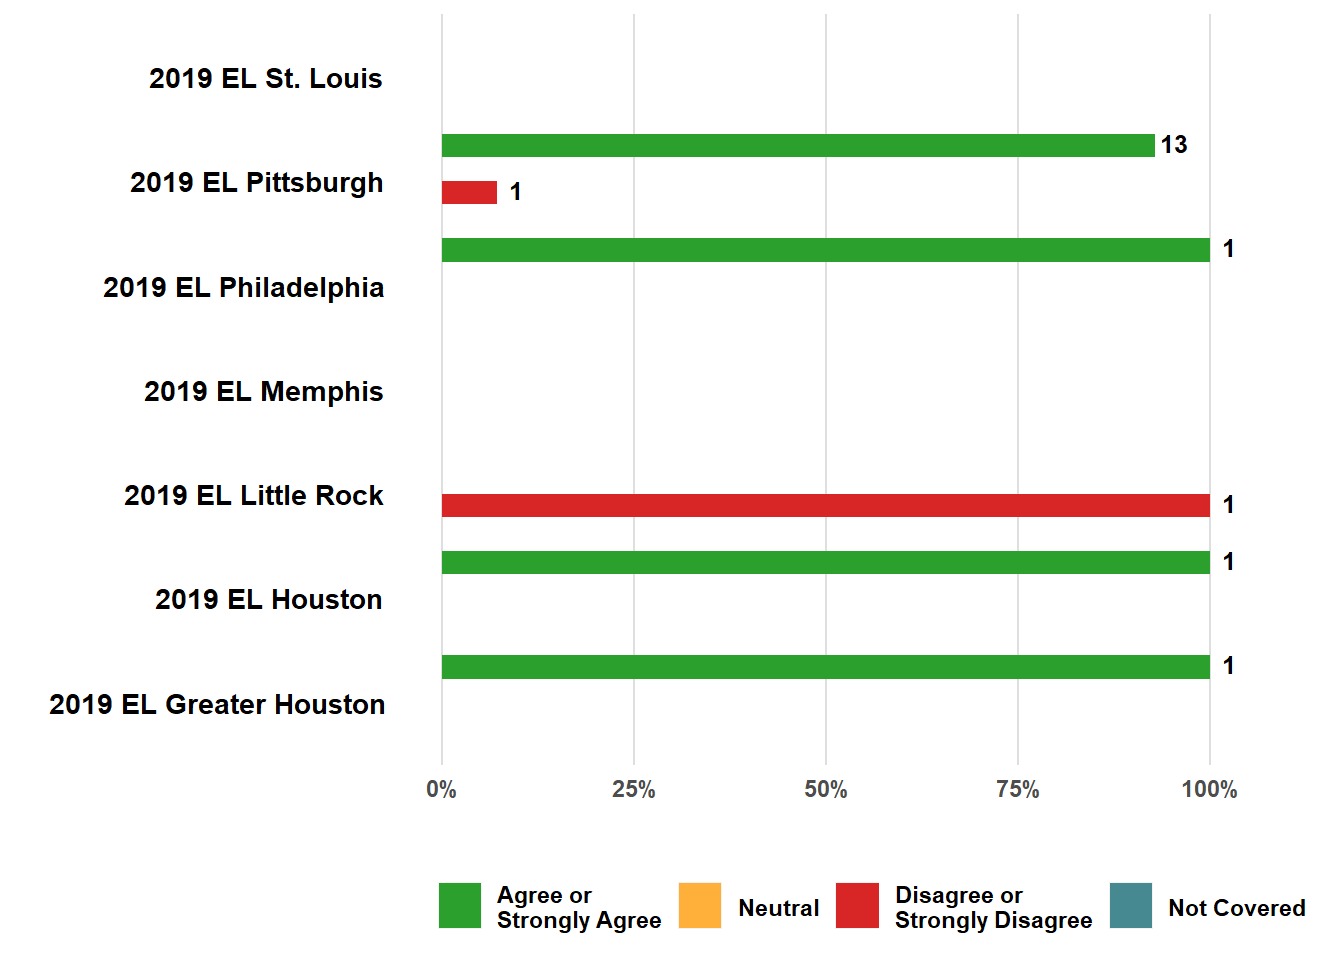 2019 EL St. Louis
13
2019 EL Pittsburgh
1
1
2019 EL Philadelphia
2019 EL Memphis
2019 EL Little Rock
1
1
2019 EL Houston
1
2019 EL Greater Houston
0% 25% 50% 75% 100%
Agree or
Strongly Agree
Neutral
Disagree or
Strongly Disagree
Not Covered